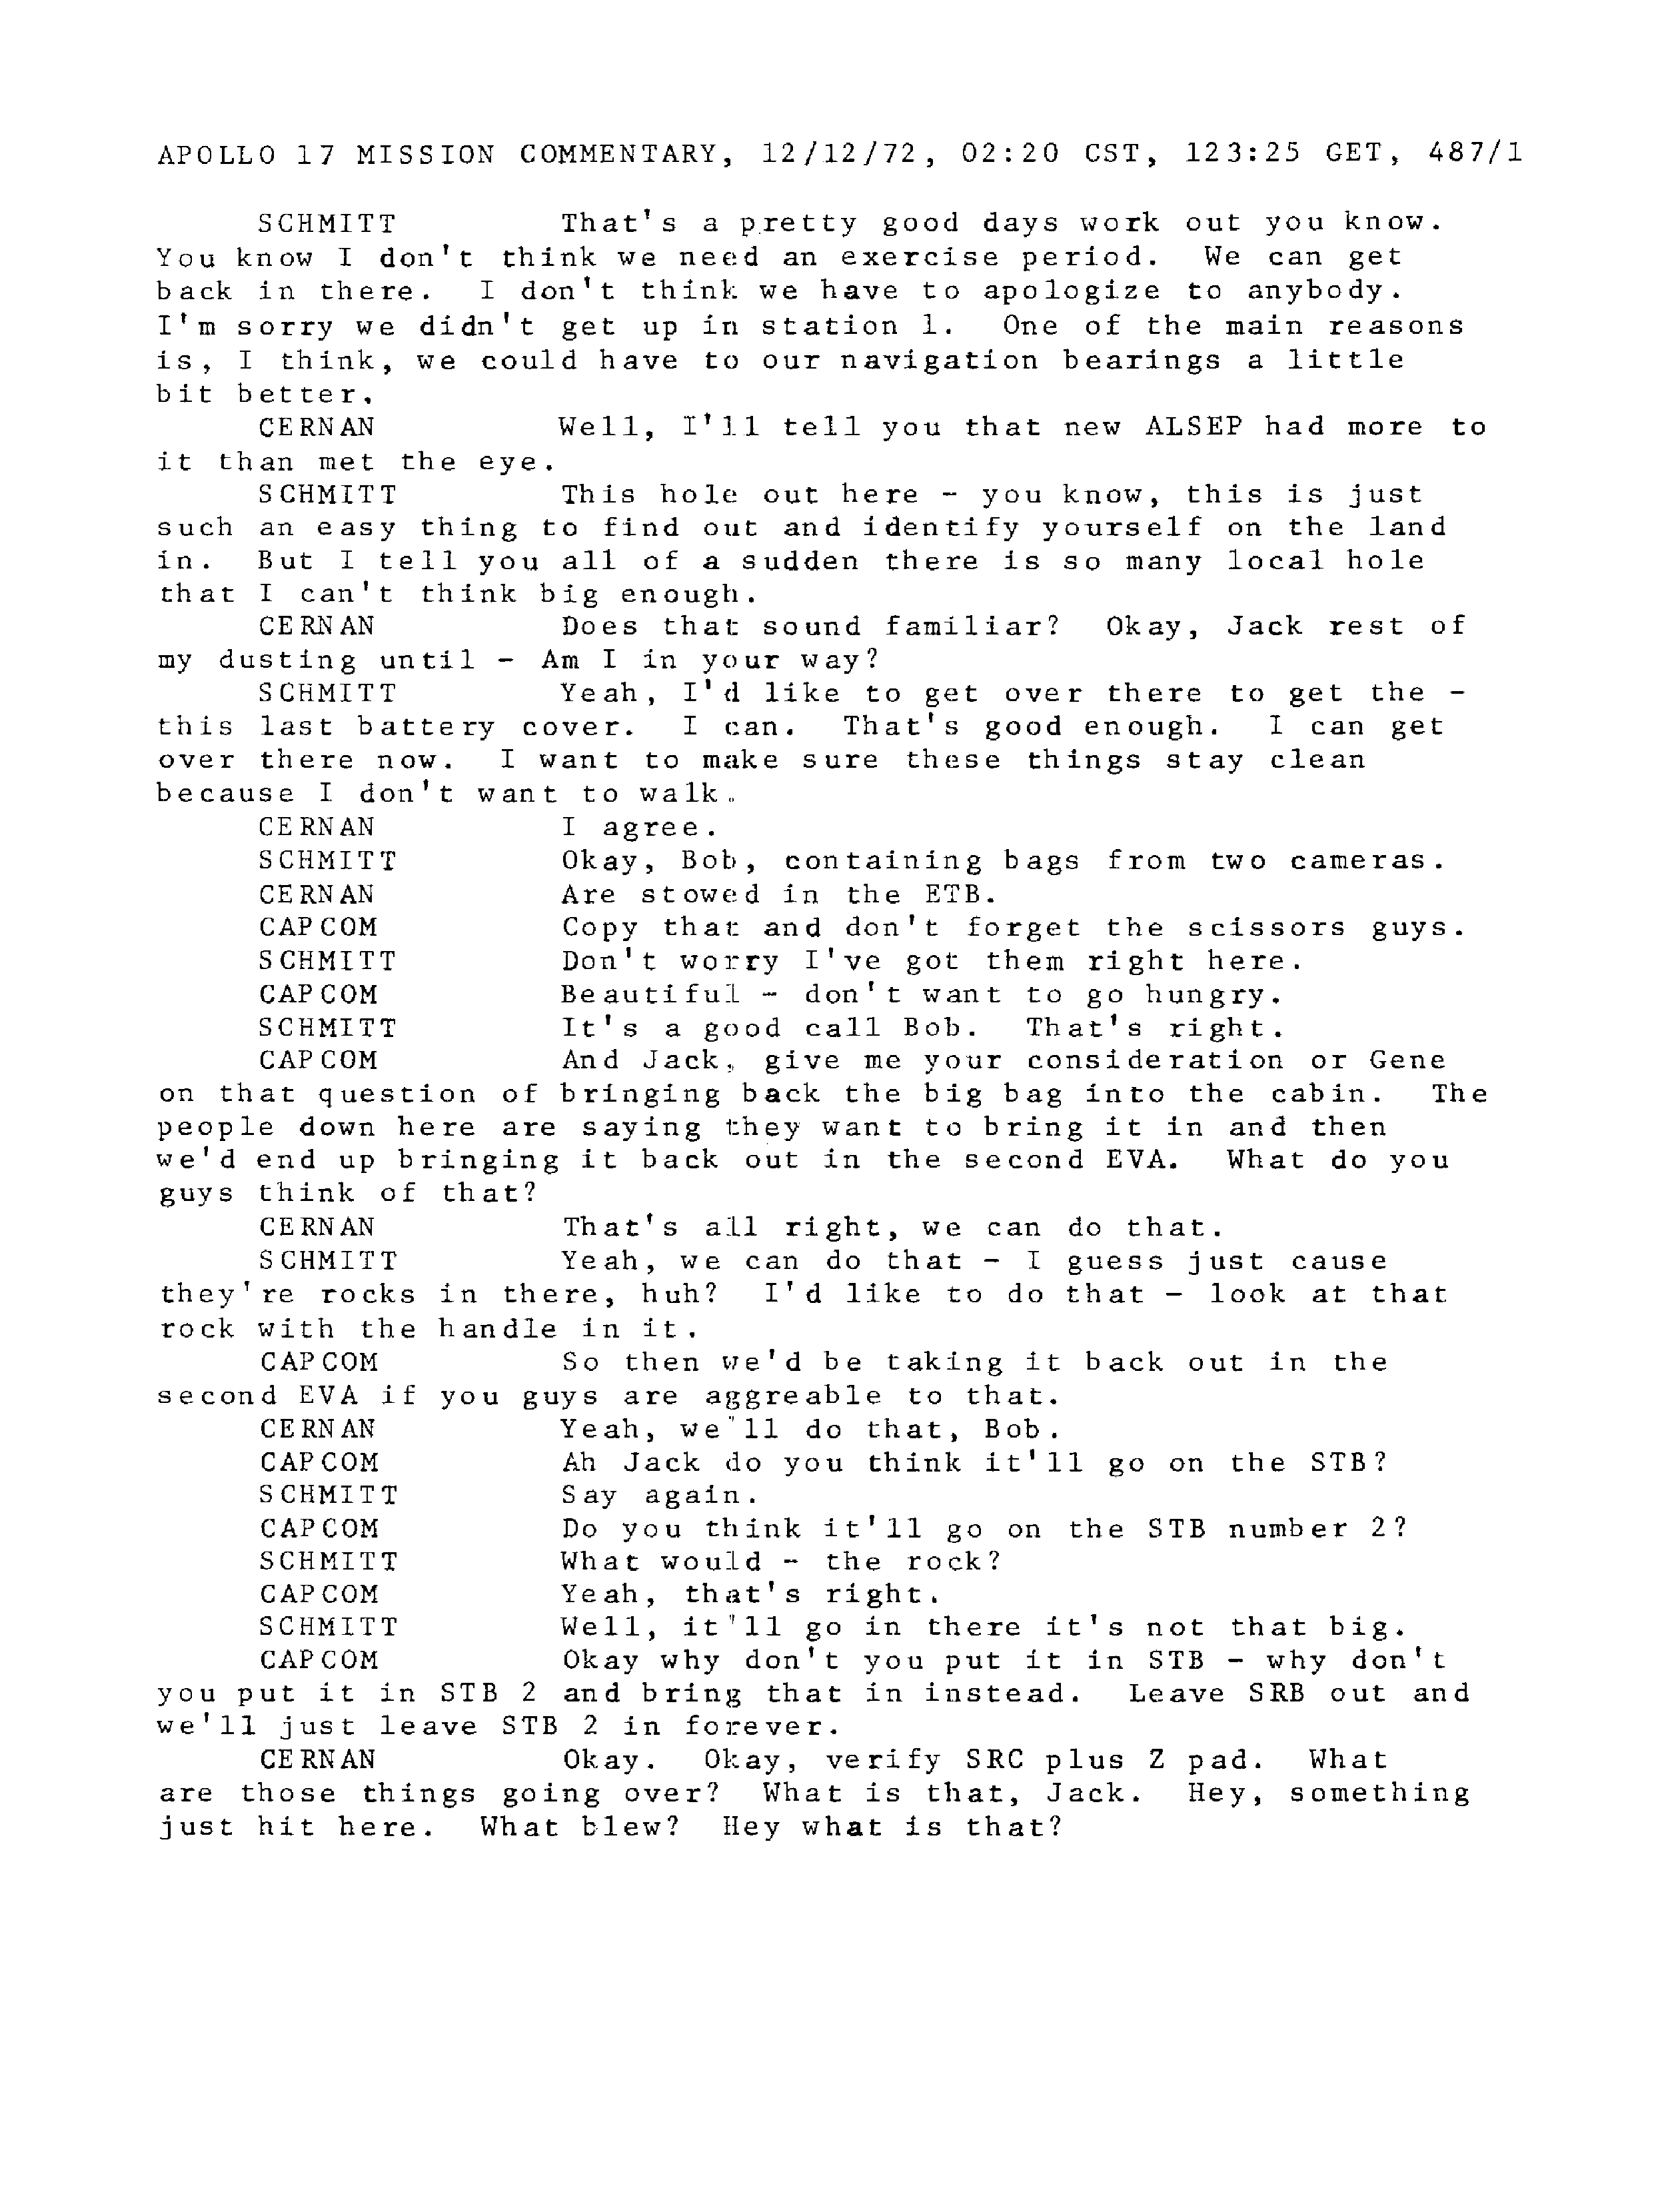 APOLLO 17 MISSION COMMENTARY, 12/12/72, 02:20 CST, 123:25 GET, 487/1
SCHMITT That's a pretty good days work out you know.
You know I don't think we need an exercise period. We can get
back in there. I don't think we have to apologize to anybody.
I'm sorry we didn't get up in station 1. One of the main reasons
is, I think, we could have to our navigation bearings a little
bit better.
CERNAN Well, I'll tell you that new ALSEP had more to
it than met the eye.
SCHMITT This hole out here - you know, this is just
such an easy thing to find out and identify yourself on the land
in. But I tell you all of a sudden there is so many local hole
that I can't think big enough.
CERNAN Does that sound familiar? Okay, Jack rest of
my dusting until - Am I in your way?
SCHMITT Yeah, I'd like to get over there to get the -
this last battery cover. I can. That's good enough. I can get
over there now. I want to make sure these things stay clean
because I don't want to walk.
CERNAN I agree.
SCHMITT Okay, Bob, containing bags from two cameras.
CERNAN Are stowed in the ETB.
CAPCOM Copy that and don't forget the scissors guys.
SCHMITT Don't worry I've got them right here.
CAPCOM Beautiful - don't want to go hungry.
SCHMITT It's a good call Bob. That's right.
CAPCOM And Jack, give me your consideration or Gene
on that question of bringing back the big bag into the cabin. The
people down here are saying they want to bring it in and then
we'd end up bringing it back out in the second EVA. What do you
guys think of that?
CERNAN That's all right, we can do that.
SCHMITT Yeah, we can do that - I guess just cause
they're rocks in there, huh? I'd like to do that - look at that
rock with the handle in it.
CAPCOM So then we'd be taking it back out in the
second EVA if you guys are aggreable to that.
CERNAN Yeah, we'll do that, Bob.
CAPCOM Ah Jack do you think it'll go on the STB?
SCHMITT Say again.
CAPCOM Do you think it'll go on the STB number 2?
SCHMITT What would - the rock?
CAPCOM Yeah, that's right.
SCHMITT Well, it'll go in there it's not that big.
CAPCOM Okay why don't you put it in STB - why don't
you put it in STB 2 and bring that in instead. Leave SRB out and
we'll just leave STB 2 in forever.
CERNAN Okay. Okay, verify SRC plus Z pad. What
are those things going over? What is that, Jack. Hey, something
just hit here. What blew? Hey what is that?